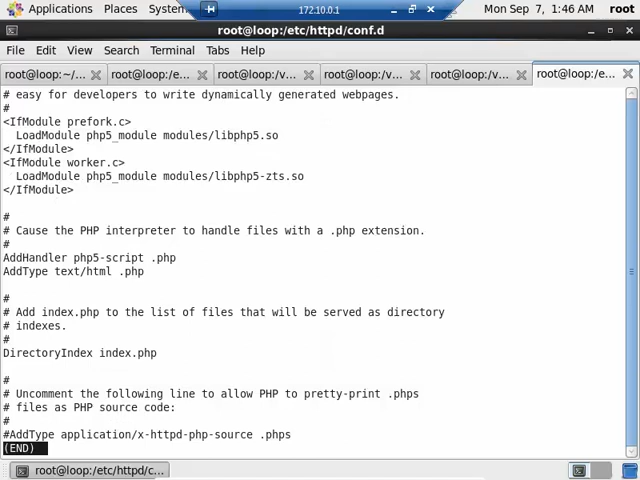 Applications Places System 172.10.0.1 Mon Sep 7, 1:46 AM root
root@loop:/etc/httpd/conf.d
File Edit View Search Terminal Tabs Help
root@loop:~/... root@loop:/e... root@loop:/v... root@loop:/v... root@loop:/v... root@loop:/e...
# easy for developers to write dynamically generated webpages.
#
<IfModule prefork.c>
  LoadModule php5_module modules/libphp5.so
</IfModule>
<IfModule worker.c>
  LoadModule php5_module modules/libphp5-zts.so
</IfModule>
#
# Cause the PHP interpreter to handle files with a .php extension.
#
AddHandler php5-script .php
AddType text/html .php
#
# Add index.php to the list of files that will be served as directory
# indexes.
#
DirectoryIndex index.php
#
# Uncomment the following line to allow PHP to pretty-print .phps
# files as PHP source code:
#
#AddType application/x-httpd-php-source .phps
(END)
root@loop:/etc/httpd/c...